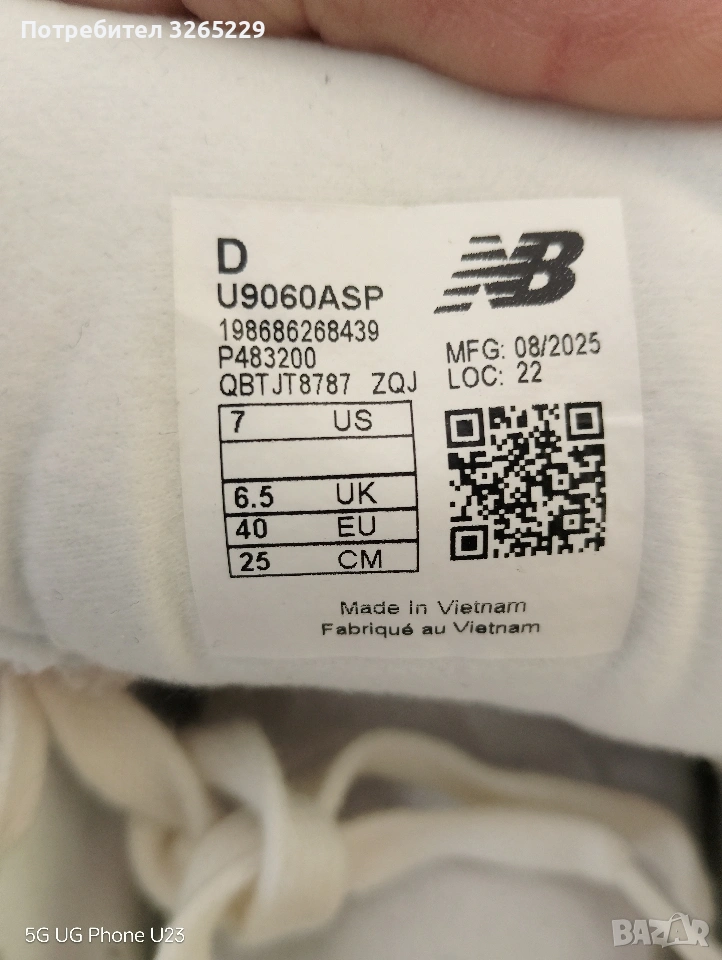 Потребител 3265229
D
NB
U9060ASP
198686268439
P483200
QBTJT8787 ZQJ
MFG: 08/2025
LOC: 22
7 US
6.5 UK
40 EU
25 CM
Made in Vietnam
Fabriqué au Vietnam
5G UG Phone U23
BAZAR